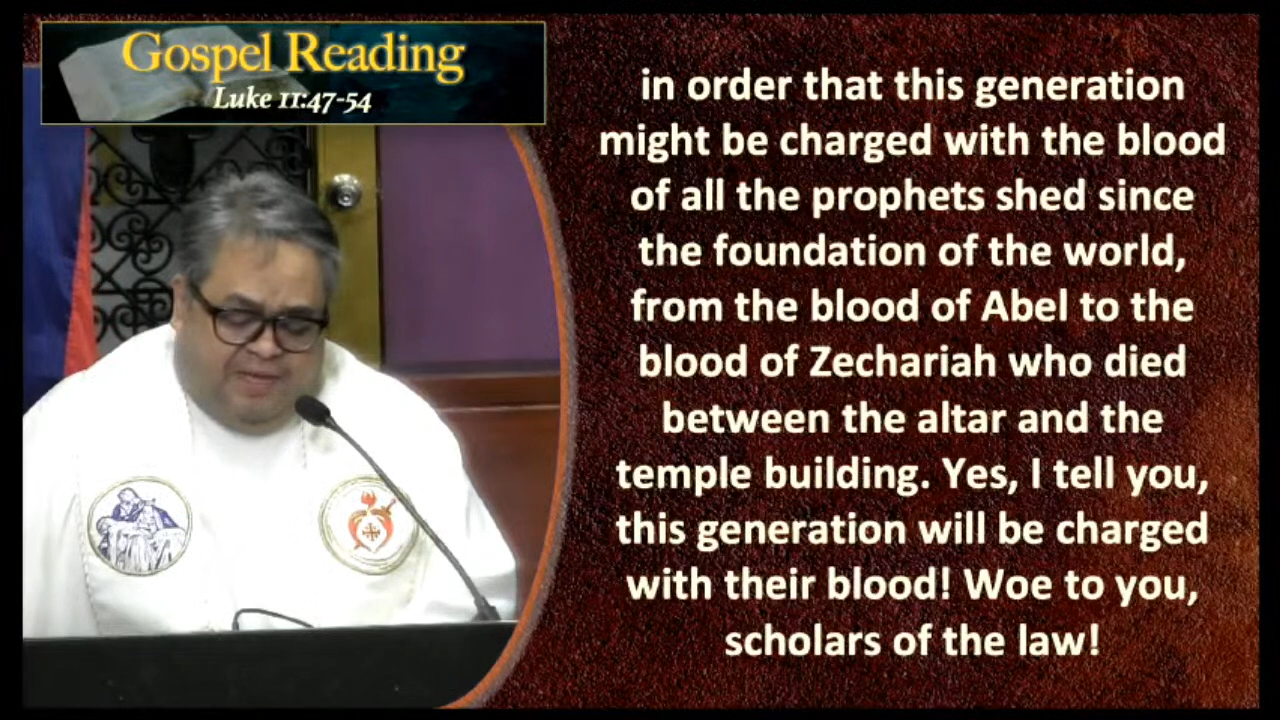 Gospel Reading
Luke 11:47-54
in order that this generation
might be charged with the blood
of all the prophets shed since
the foundation of the world,
from the blood of Abel to the
blood of Zechariah who died
between the altar and the
temple building. Yes, I tell you,
this generation will be charged
with their blood! Woe to you,
scholars of the law!